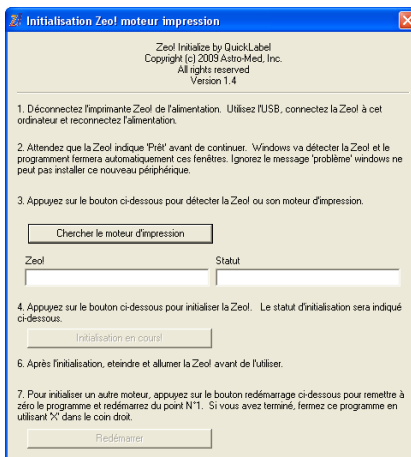 Initialisation Zeo! moteur impression
Zeo! Initialize by QuickLabel
Copyright (c) 2009 Astro-Med, Inc.
All rights reserved
Version 1.4
1. Déconnectez l'imprimante Zeo! de l'alimentation. Utilisez l'USB, connectez la Zeo! à cet
ordinateur et reconnectez l'alimentation.
2. Attendez que la Zeo! indique 'Prêt' avant de continuer. Windows va détecter la Zeo! et le
programme fermera automatiquement ces fenêtres. Ignorez le message 'problème' windows ne
peut pas installer ce nouveau périphérique.
3. Appuyez sur le bouton ci-dessous pour détecter la Zeo! ou son moteur d'impression.
Chercher le moteur d'impression
Zeo! Statut
4. Appuyez sur le bouton ci-dessous pour initialiser la Zeo!. Le statut d'initialisation sera indiqué
ci-dessous.
Initialisation en cours!
6. Après l'initialisation, eteindre et allumer la Zeo! avant de l'utiliser.
7. Pour initialiser un autre moteur, appuyez sur le bouton redémarrage ci-dessous pour remettre à
zéro le programme et redémarrez du point N°1. Si vous avez terminé, fermez ce programme en
utilisant 'X' dans le coin droit.
Redémarrer